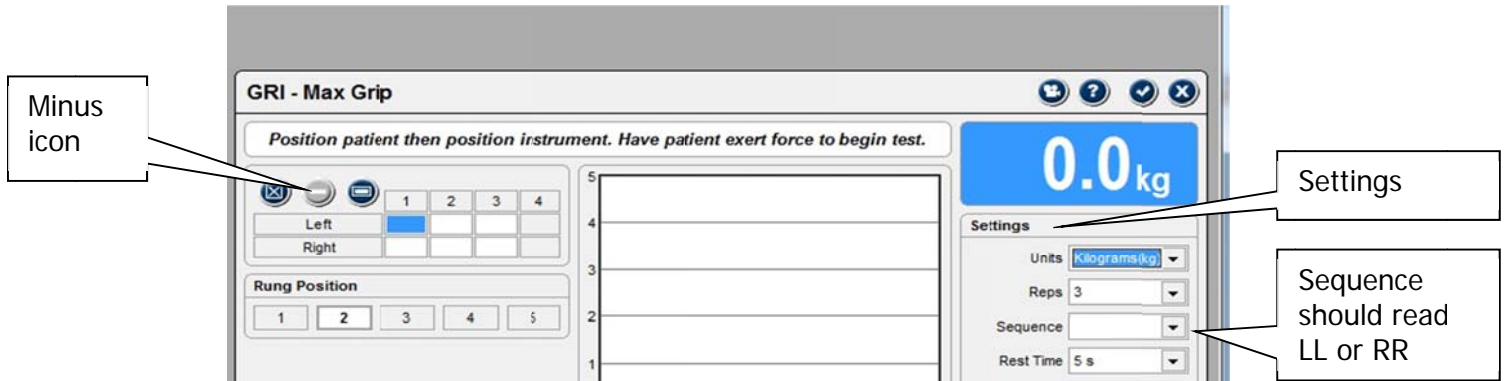 Minus
icon
GRI - Max Grip
?
Position patient then position instrument. Have patient exert force to begin test.
0.0 kg
1 2 3 4
Left
Right
Rung Position
1 2 3 4 5
5
4
3
2
1
Settings
Units Kilograms(kg)
Reps 3
Sequence
Rest Time 5 s
Settings
Sequence
should read
LL or RR